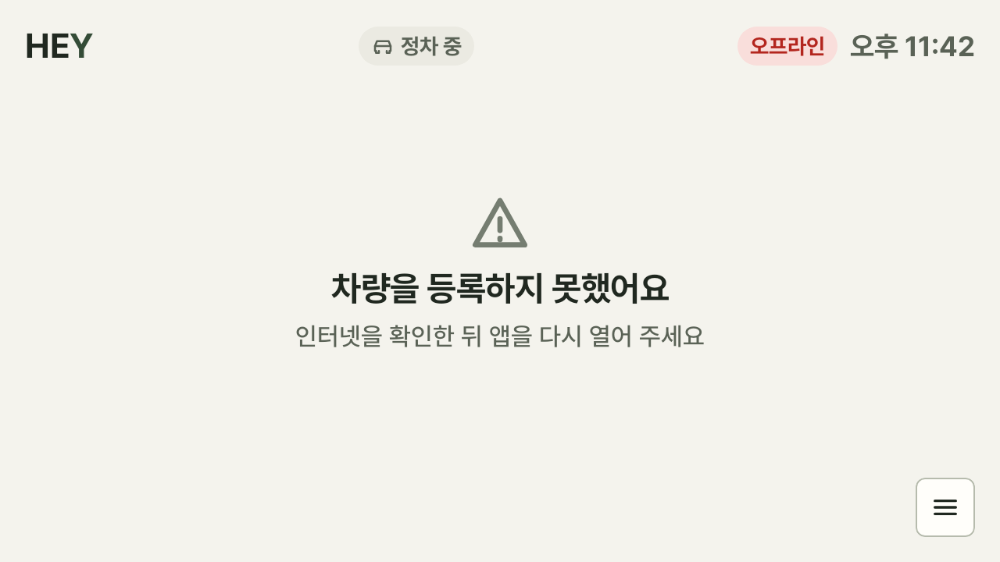 HEY
정차 중
오프라인
오후 11:42
차량을 등록하지 못했어요
인터넷을 확인한 뒤 앱을 다시 열어 주세요